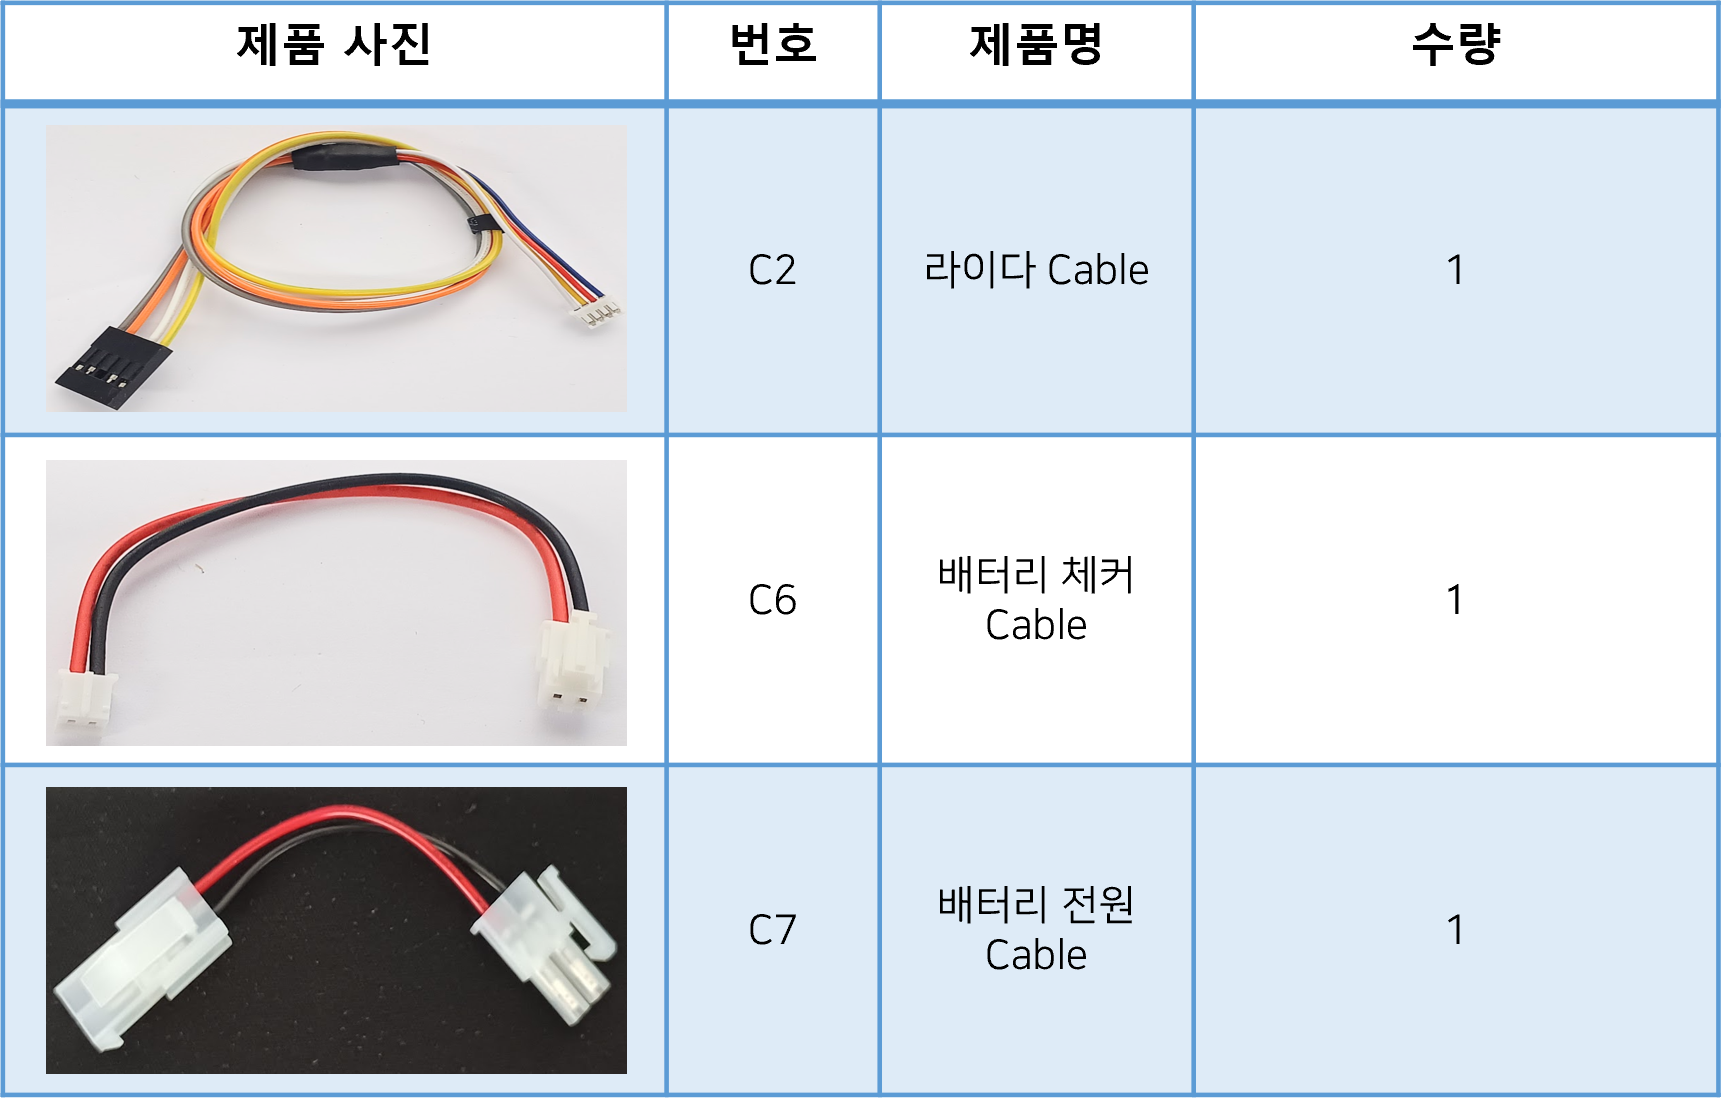 제품 사진 번호 제품명 수량
C2 라이다 Cable 1
배터리 체커
C6 Cable 1
배터리 전원
C7 Cable 1